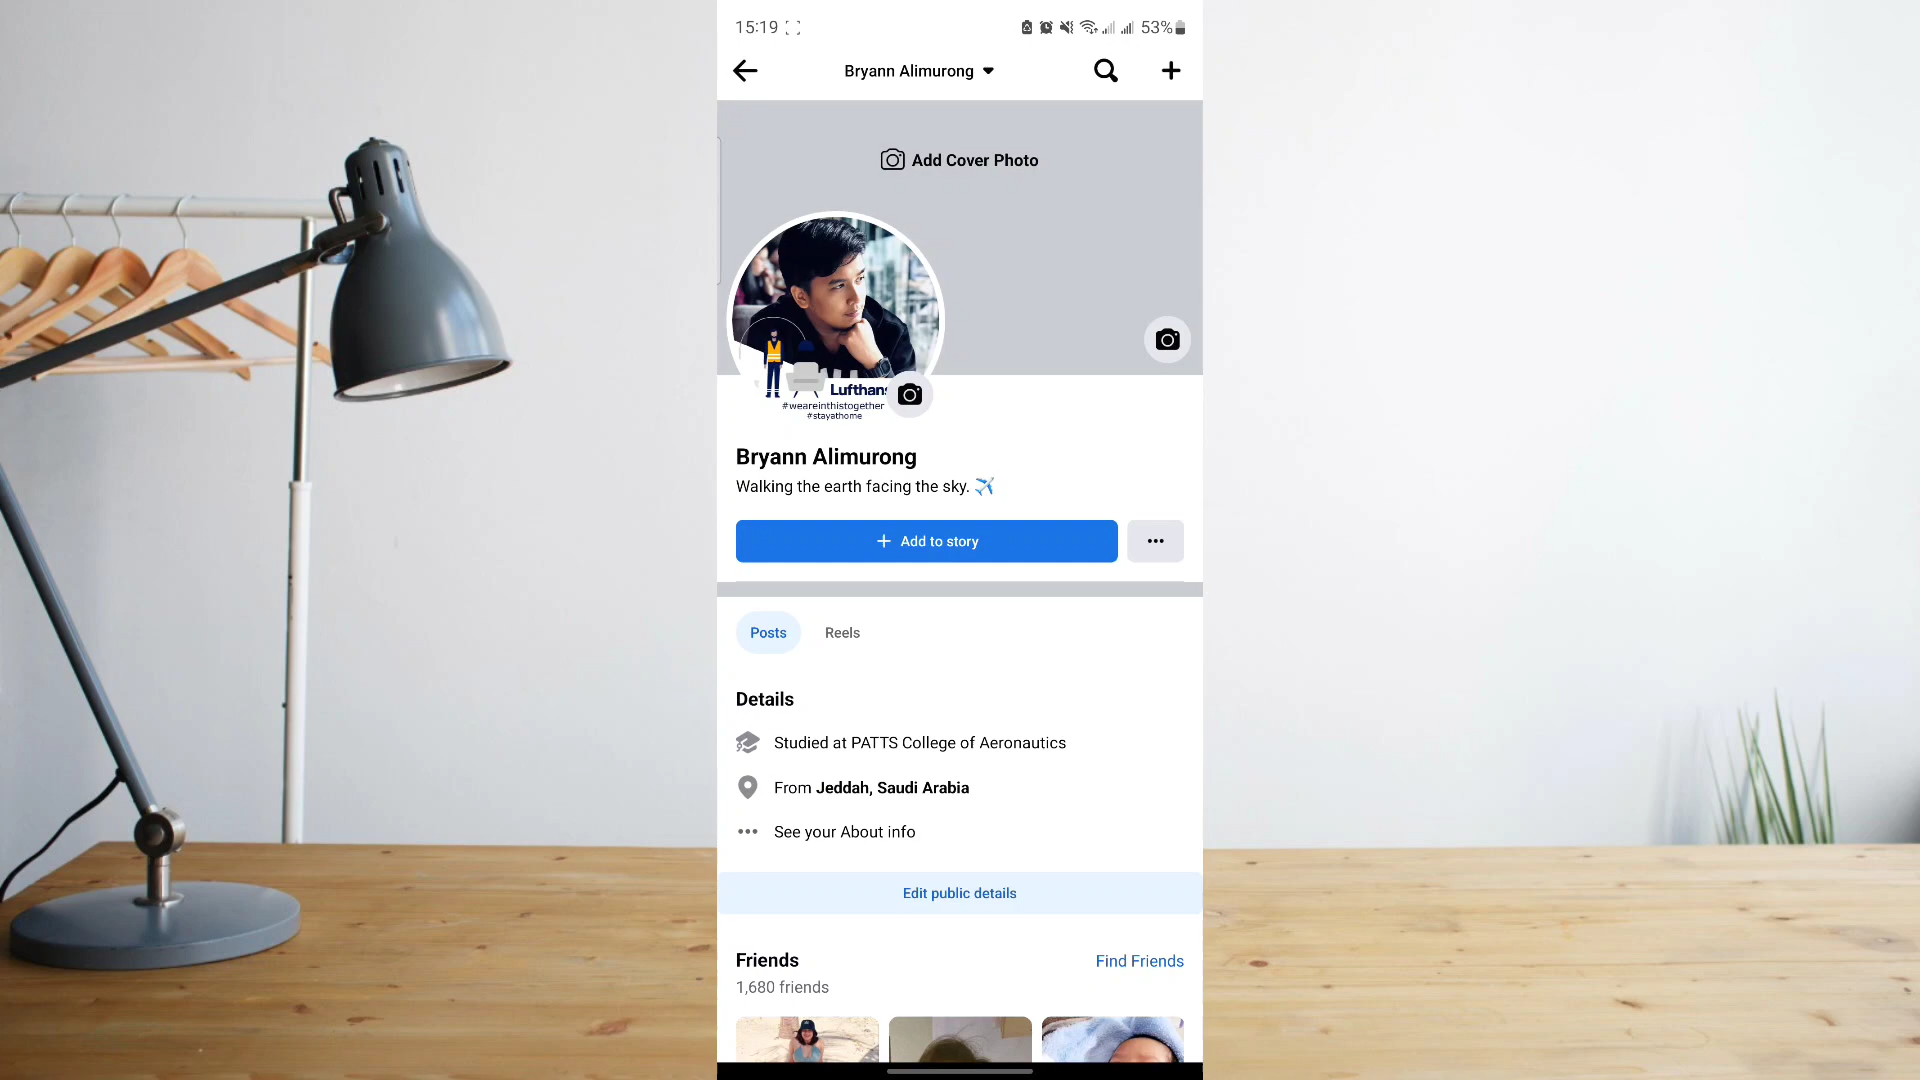 15:19
53%
Bryann Alimurong
Add Cover Photo
#weareinthistogether
#stayathome
Bryann Alimurong
Walking the earth facing the sky. ✈️
+ Add to story
Posts Reels
Details
Studied at PATTS College of Aeronautics
From Jeddah, Saudi Arabia
See your About info
Edit public details
Friends Find Friends
1,680 friends